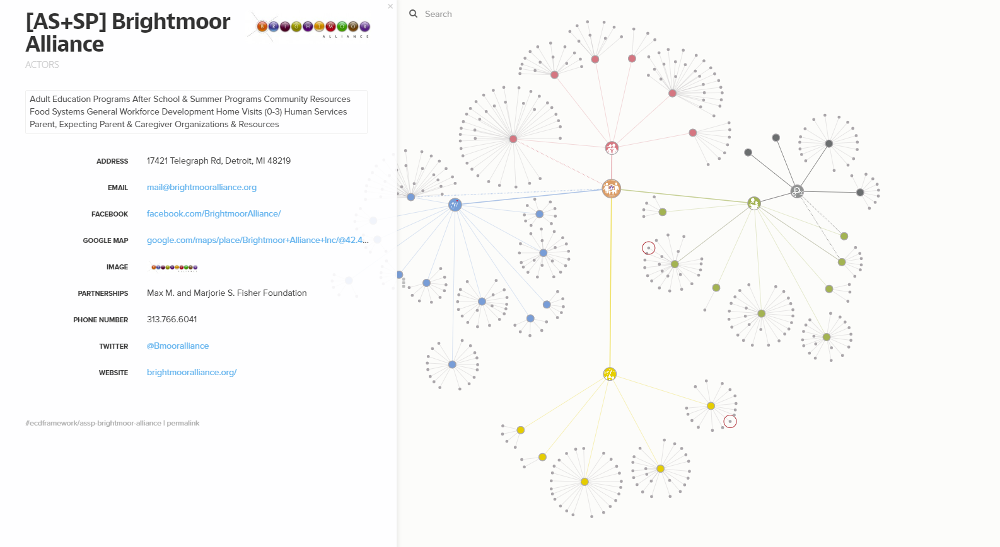 [AS+SP] Brightmoor
Alliance
BRIGHTMOOR
ALLIANCE
ACTORS
Adult Education Programs After School & Summer Programs Community Resources
Food Systems General Workforce Development Home Visits (0-3) Human Services
Parent, Expecting Parent & Caregiver Organizations & Resources
ADDRESS 17421 Telegraph Rd, Detroit, MI 48219
EMAIL mail@brightmooralliance.org
FACEBOOK facebook.com/BrightmoorAlliance/
GOOGLE MAP google.com/maps/place/Brightmoor+Alliance+Inc/@42.4...
IMAGE
PARTNERSHIPS Max M. and Marjorie S. Fisher Foundation
PHONE NUMBER 313.766.6041
TWITTER @Bmooralliance
WEBSITE brightmooralliance.org/
#ecdframework/assp-brightmoor-alliance | permalink
× 
Search